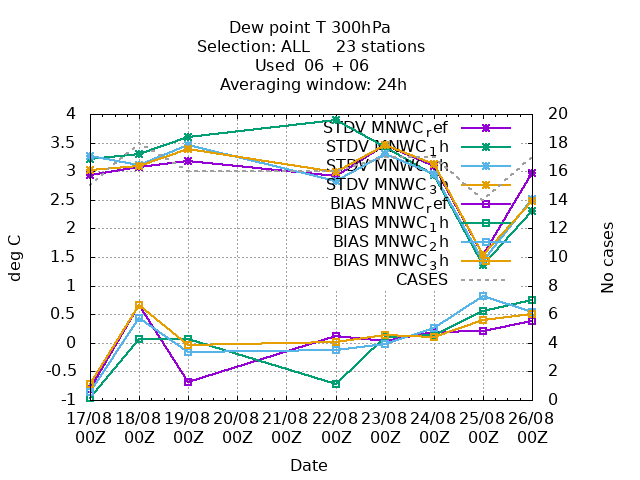 Dew point T 300hPa
Selection: ALL 23 stations
Used 06 + 06
Averaging window: 24h
deg C
4
3.5
3
2.5
2
1.5
1
0.5
0
-0.5
-1
STDV MNWC_ref
STDV MNWC_1h
STDV MNWC_2h
STDV MNWC_3h
BIAS MNWC_ref
BIAS MNWC_1h
BIAS MNWC_2h
BIAS MNWC_3h
CASES
20
18
16
14
12
10
8
6
4
2
0
No cases
17/08 18/08 19/08 20/08 21/08 22/08 23/08 24/08 25/08 26/08
00Z 00Z 00Z 00Z 00Z 00Z 00Z 00Z 00Z 00Z
Date